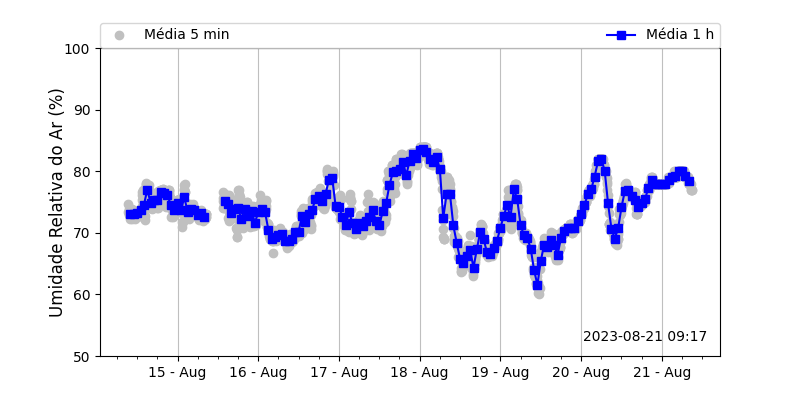 Média 5 min
Média 1 h
100
90
80
70
60
50
Umidade Relativa do Ar (%)
2023-08-21 09:17
15 - Aug
16 - Aug
17 - Aug
18 - Aug
19 - Aug
20 - Aug
21 - Aug